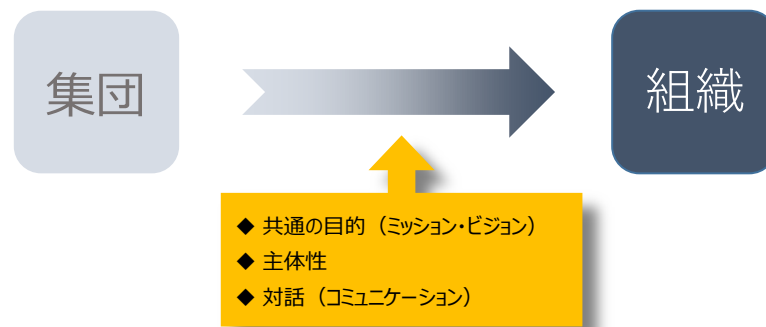 集団
組織
◆ 共通の目的（ミッション・ビジョン）
◆ 主体性
◆ 対話（コミュニケーション）